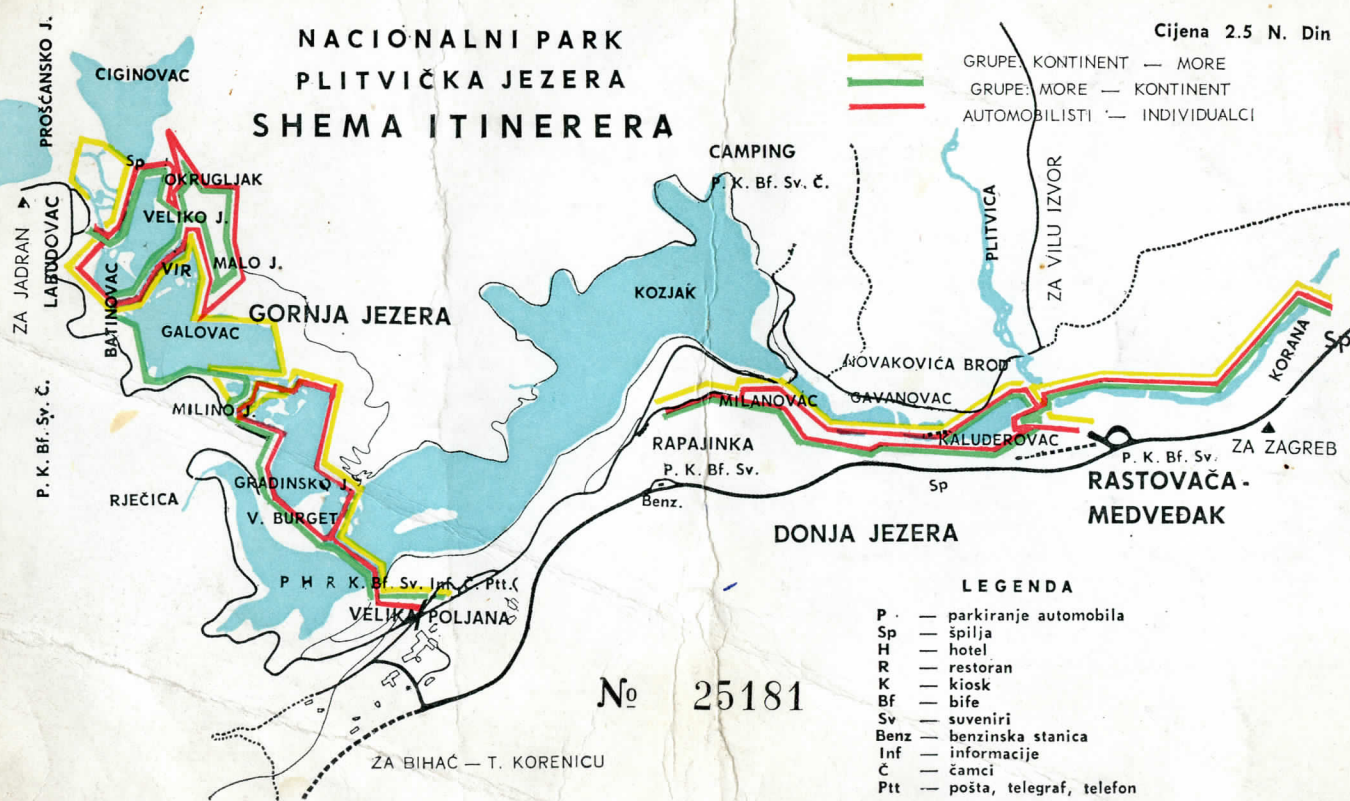 NACIONALNI PARK
PLITVIČKA JEZERA
SHEMA ITINERERA
Cijena 2.5 N. Din
GRUPE: KONTINENT — MORE
GRUPE: MORE — KONTINENT
AUTOMOBILISTI — INDIVIDUALCI
PROŠĆANSKO J.
CIGINOVAC
Sp
OKRUGLJAK
VELIKO J.
VIR
MALO J.
BATINOVAC
LABUDOVAC
ZA JADRAN
P. K. Bf. Sv. Č.
GALOVAC
GORNJA JEZERA
MILINO J.
GRADINSKO J.
V. BURGET
RJEČICA
P H R K. Bf. Sv. Inf. Č. Ptt.
VELIKA POLJANA
ZA BIHAĆ — T. KORENICU
KOZJAK
CAMPING
P. K. Bf. Sv. Č.
PLITVICA
ZA VILU IZVOR
NOVAKOVIĆA BROD
MILANOVAC
GAVANOVAC
KALUĐEROVAC
RAPAJINKA
P. K. Bf. Sv.
Benz.
Sp
DONJA JEZERA
KORANA
Sp
ZA ZAGREB
P. K. Bf. Sv.
RASTOVAČA-
MEDVEĐAK
№ 25181
LEGENDA
P — parkiranje automobila
Sp — špilja
H — hotel
R — restoran
K — kiosk
Bf — bife
Sv — suveniri
Benz — benzinska stanica
Inf — informacije
Č — čamci
Ptt — pošta, telegraf, telefon